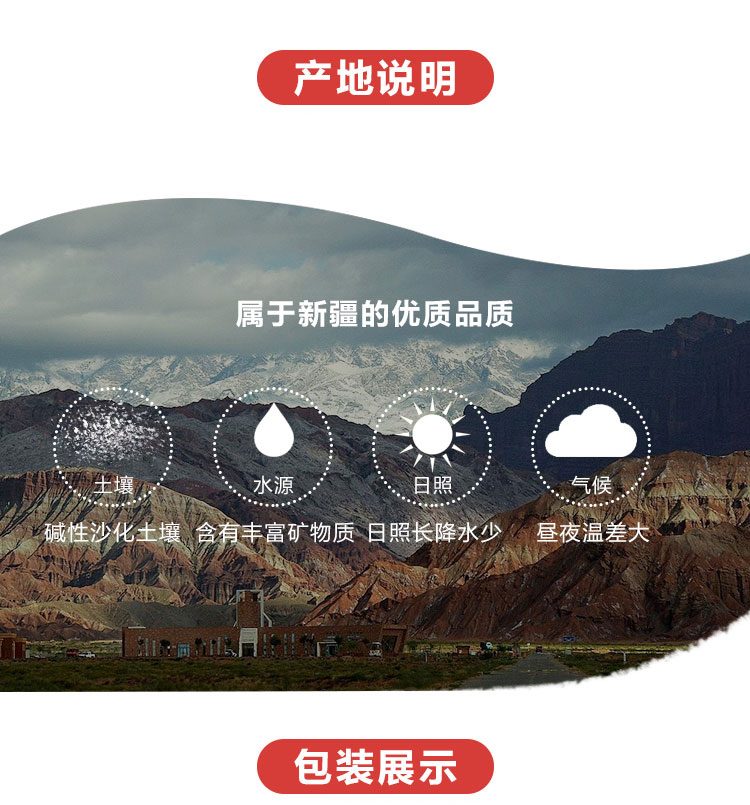 产地说明
属于新疆的优质品质
土壤 水源 日照 气候
碱性沙化土壤 含有丰富矿物质 日照长降水少 昼夜温差大
包装展示